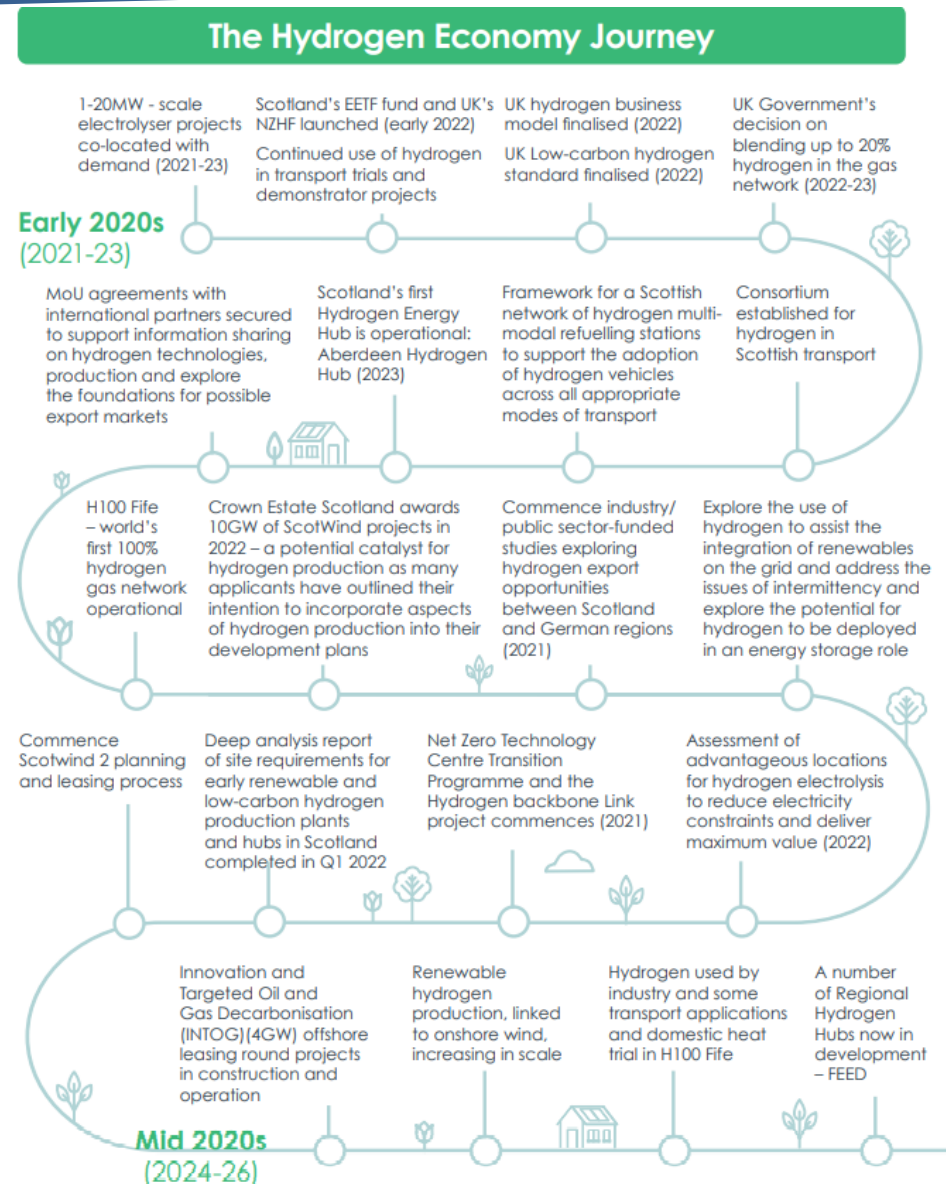 The Hydrogen Economy Journey
1-20MW - scale
electrolyser projects
co-located with
demand (2021-23)
Scotland's EETF fund and UK's
NZHF launched (early 2022)
Continued use of hydrogen
in transport trials and
demonstrator projects
UK hydrogen business
model finalised (2022)
UK Low-carbon hydrogen
standard finalised (2022)
UK Government's
decision on
blending up to 20%
hydrogen in the gas
network (2022-23)
Early 2020s
(2021-23)
MoU agreements with
international partners secured
to support information sharing
on hydrogen technologies,
production and explore
the foundations for possible
export markets
Scotland's first
Hydrogen Energy
Hub is operational:
Aberdeen Hydrogen
Hub (2023)
Framework for a Scottish
network of hydrogen multi-
modal refuelling stations
to support the adoption
of hydrogen vehicles
across all appropriate
modes of transport
Consortium
established for
hydrogen in
Scottish transport
H100 Fife
– world's
first 100%
hydrogen
gas network
operational
Crown Estate Scotland awards
10GW of ScotWind projects in
2022 – a potential catalyst for
hydrogen production as many
applicants have outlined their
intention to incorporate aspects
of hydrogen production into their
development plans
Commence industry/
public sector-funded
studies exploring
hydrogen export
opportunities
between Scotland
and German regions
(2021)
Explore the use of
hydrogen to assist the
integration of renewables
on the grid and address the
issues of intermittency and
explore the potential for
hydrogen to be deployed
in an energy storage role
Commence
Scotwind 2 planning
and leasing process
Deep analysis report
of site requirements for
early renewable and
low-carbon hydrogen
production plants
and hubs in Scotland
completed in Q1 2022
Net Zero Technology
Centre Transition
Programme and the
Hydrogen backbone Link
project commences (2021)
Assessment of
advantageous locations
for hydrogen electrolysis
to reduce electricity
constraints and deliver
maximum value (2022)
Innovation and
Targeted Oil and
Gas Decarbonisation
(INTOG)(4GW) offshore
leasing round projects
in construction and
operation
Renewable
hydrogen
production, linked
to onshore wind,
increasing in scale
Hydrogen used by
industry and some
transport applications
and domestic heat
trial in H100 Fife
A number
of Regional
Hydrogen
Hubs now in
development
– FEED
Mid 2020s
(2024-26)